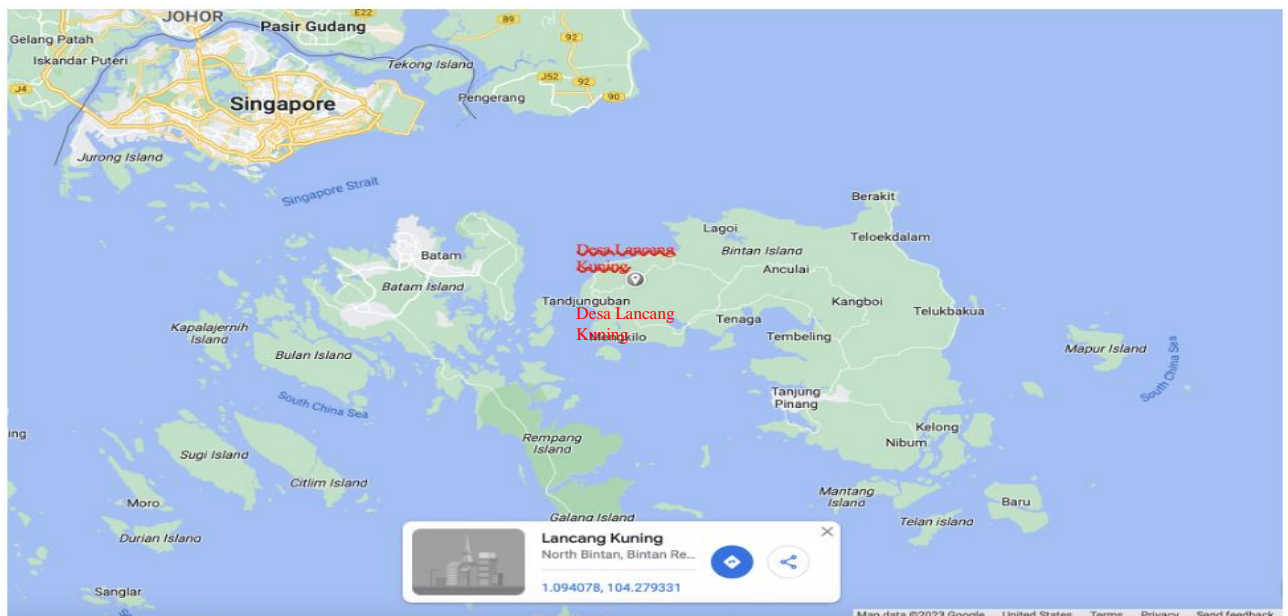 JOHOR
E22
Pasir Gudang
89
Gelang Patah
92
Iskandar Puteri
Tekong Island
J52
92
J4
Pengerang
90
Singapore
Jurong Island
Singapore Strait
Berakit
Lagoi
Teloekdalam
Desa Lancang
Kuning
Bintan Island
Batam
Anculai
Batam Island
Tandjunguban
Kangboi
Desa Lancang
Kuning
Telukbakua
Tenaga
Kapalajernih
Island
Mengkilo
Tembeling
Bulan Island
Mapur Island
South China Sea
South China Sea
Tanjung
Pinang
ing
Rempang
Island
Kelong
Nibum
Sugi Island
Citlim Island
Moro
Mantang
Island
Baru
Telan island
Durian Island
Galang Island
Lancang Kuning
North Bintan, Bintan Re...
1.094078, 104.279331
Sanglar
Map data ©2023 Google United States Terms Privacy Send feedback